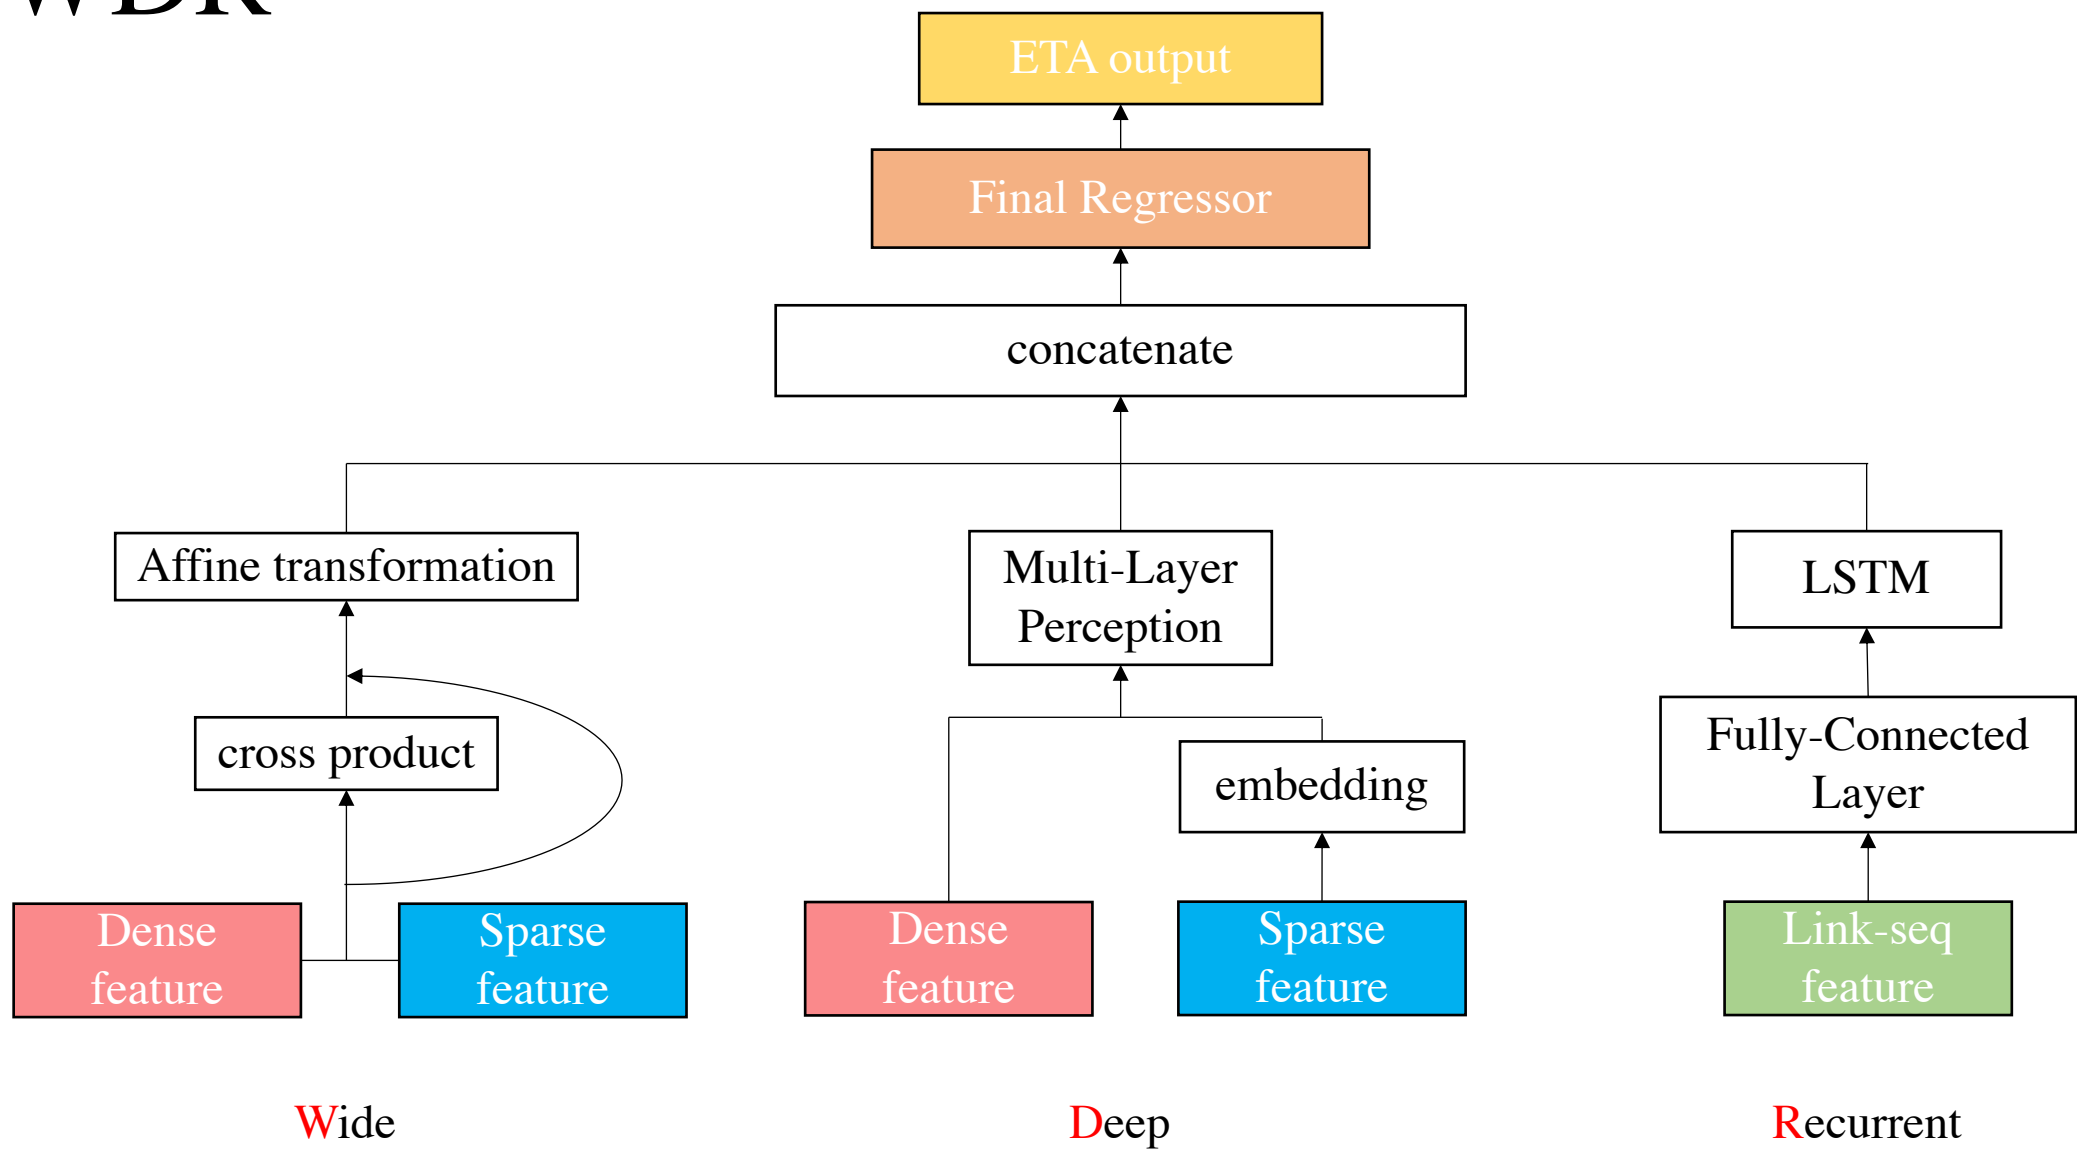 WDR
ETA output
Final Regressor
concatenate
Affine transformation
Multi-Layer
Perception
LSTM
cross product
embedding
Fully-Connected
Layer
Dense
feature
Sparse
feature
Dense
feature
Sparse
feature
Link-seq
feature
Wide
Deep
Recurrent